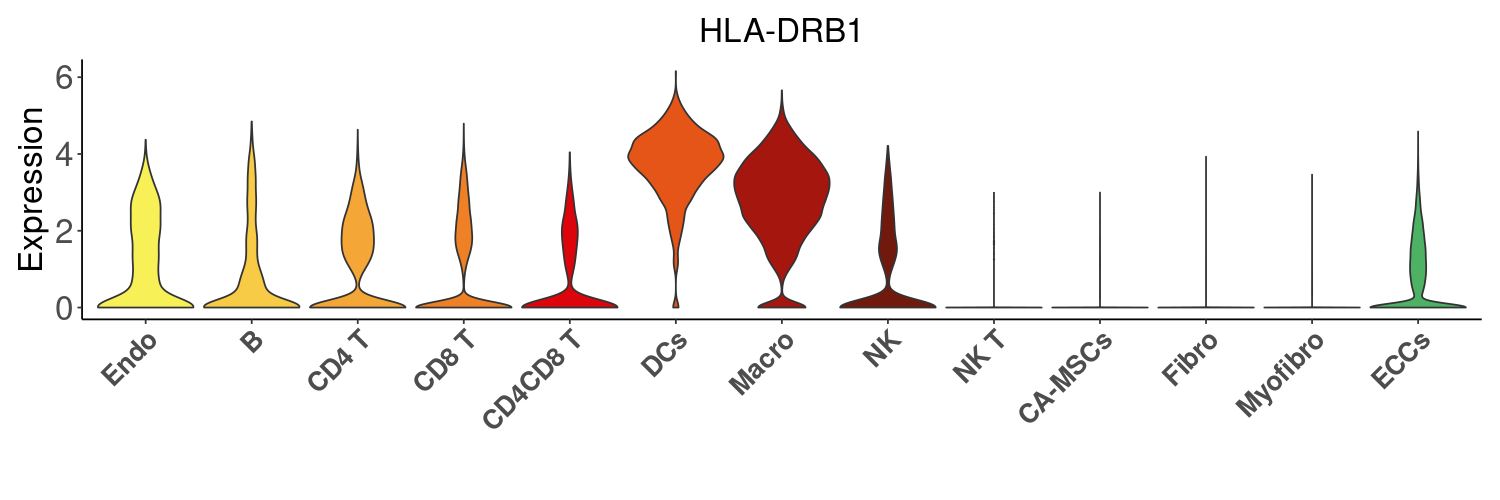 HLA-DRB1
Expression
6
4
2
0
Endo
B
CD4 T
CD8 T
CD4CD8 T
DCs
Macro
NK
NK T
CA-MSCs
Fibro
Myofibro
ECCs